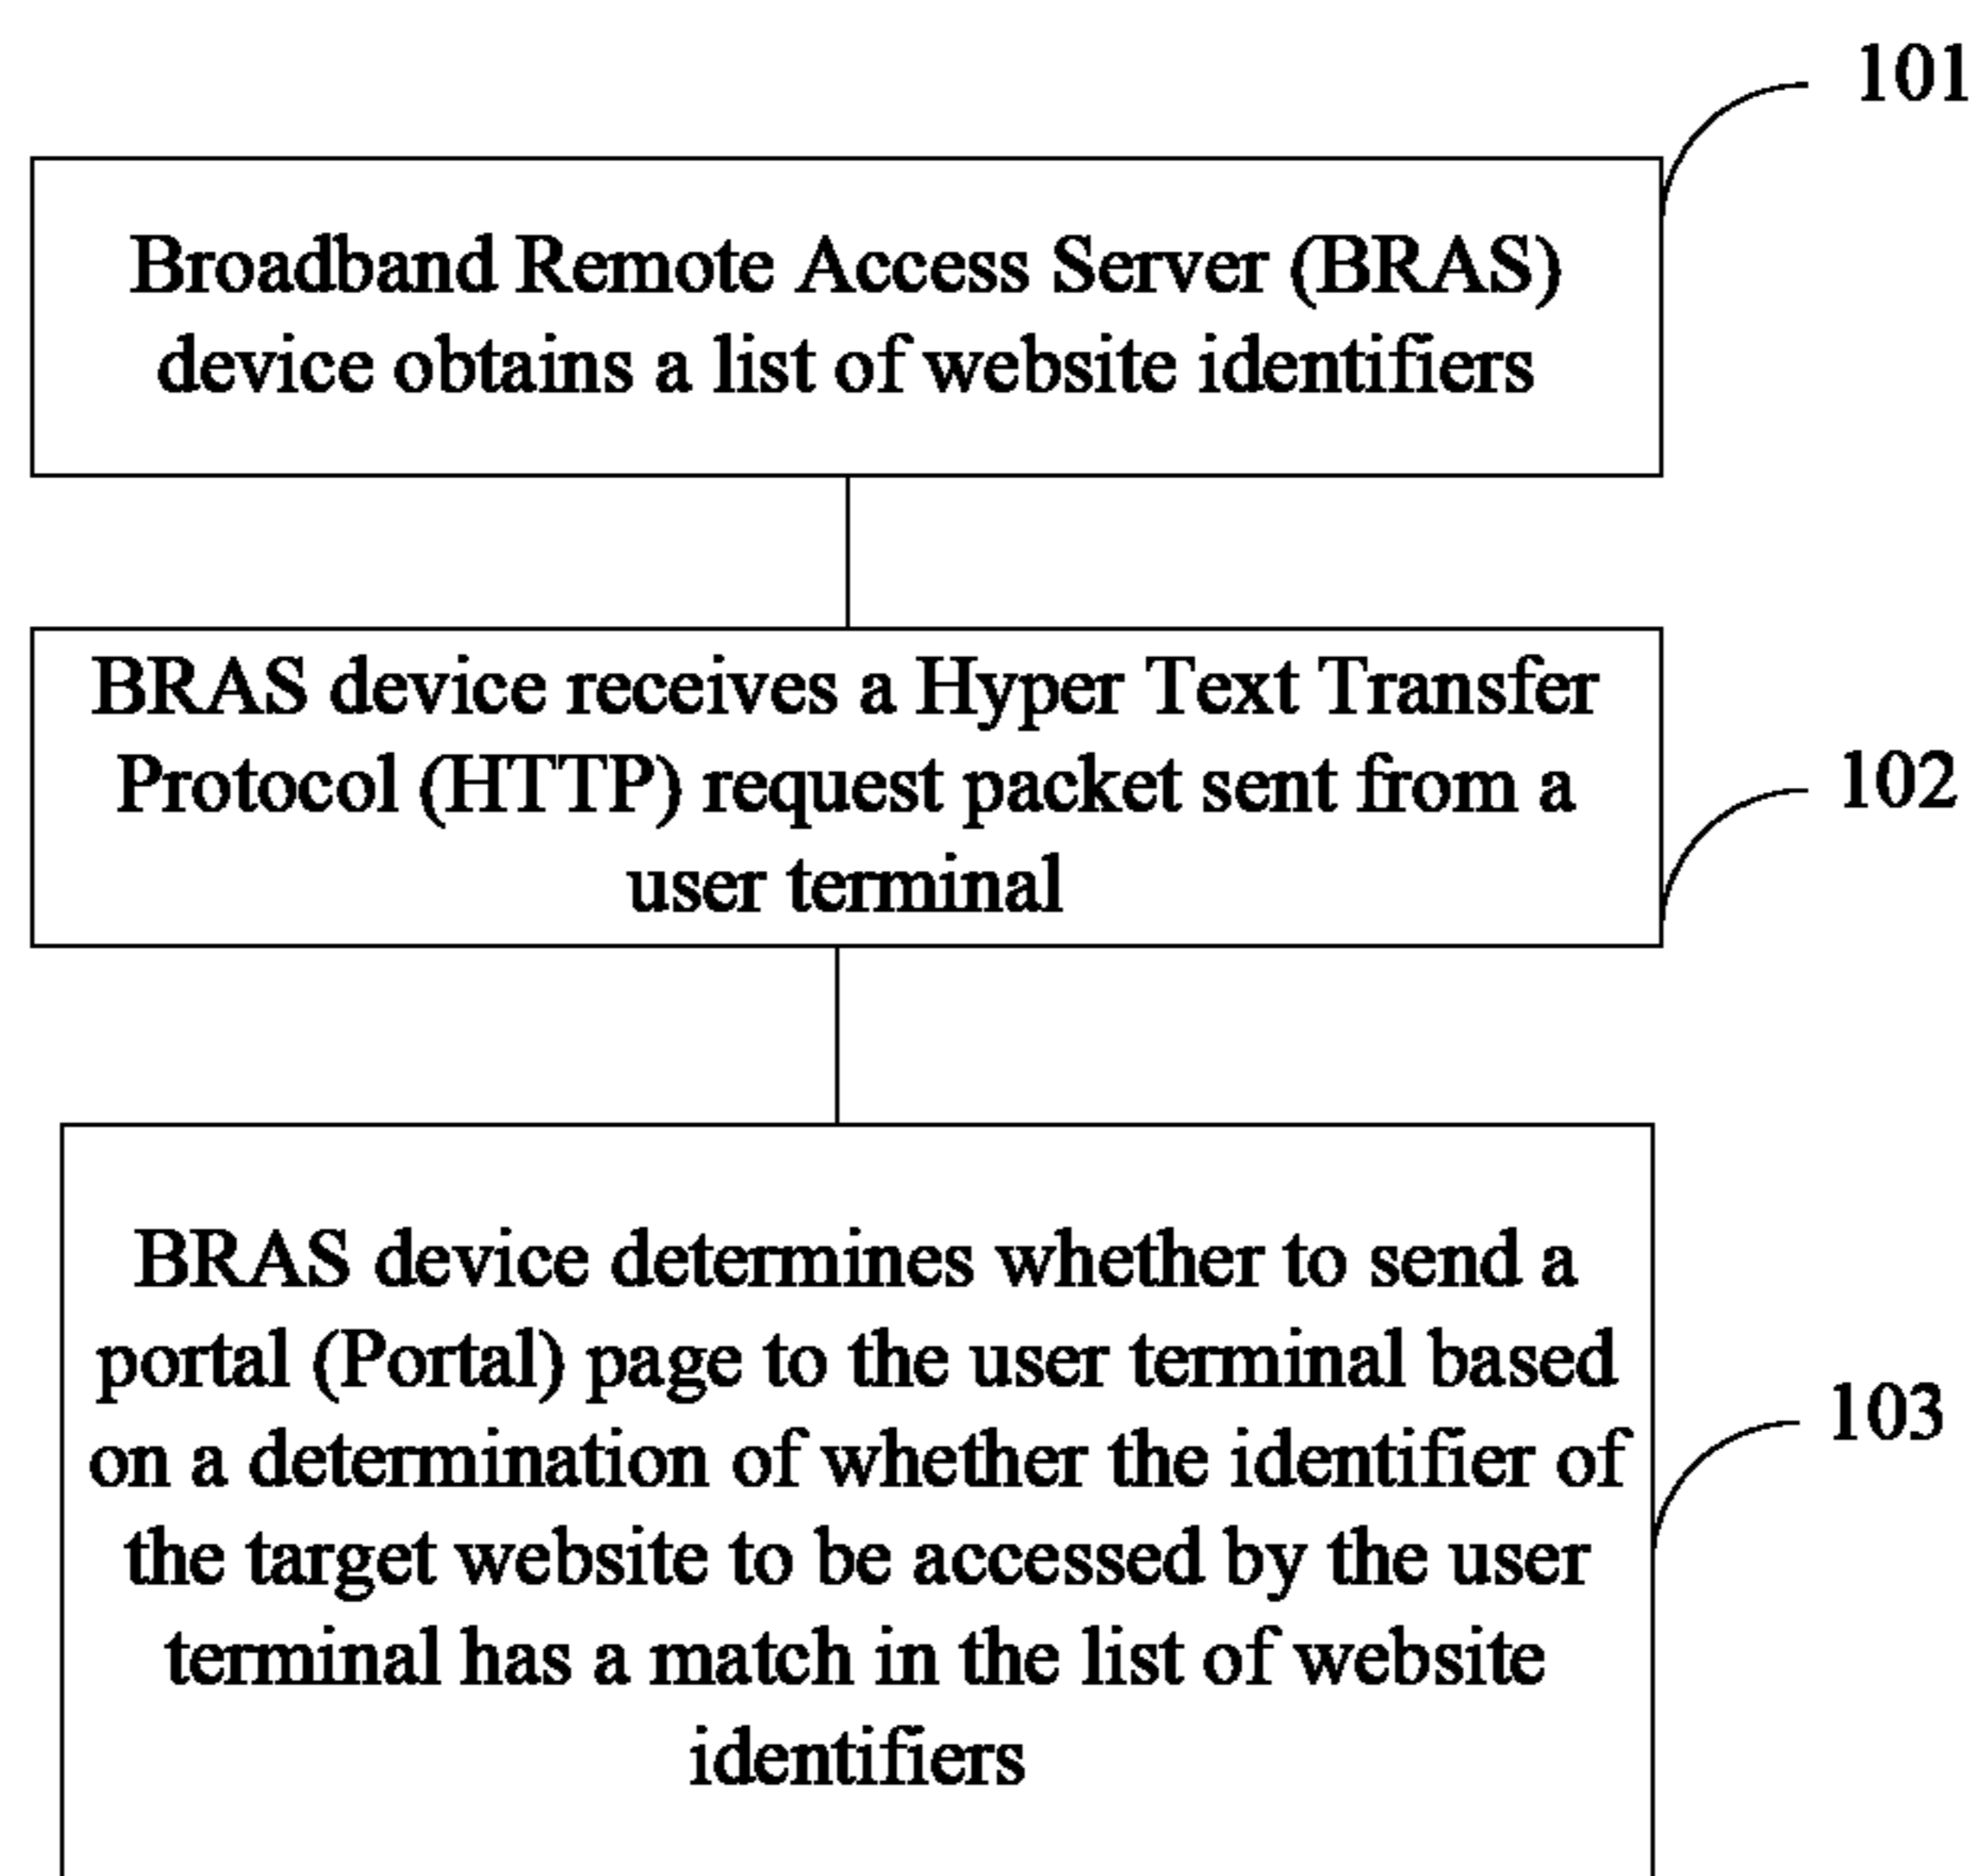 101
Broadband Remote Access Server (BRAS)
device obtains a list of website identifiers
BRAS device receives a Hyper Text Transfer
Protocol (HTTP) request packet sent from a
user terminal
102
BRAS device determines whether to send a
portal (Portal) page to the user terminal based
on a determination of whether the identifier of
the target website to be accessed by the user
terminal has a match in the list of website
identifiers
103